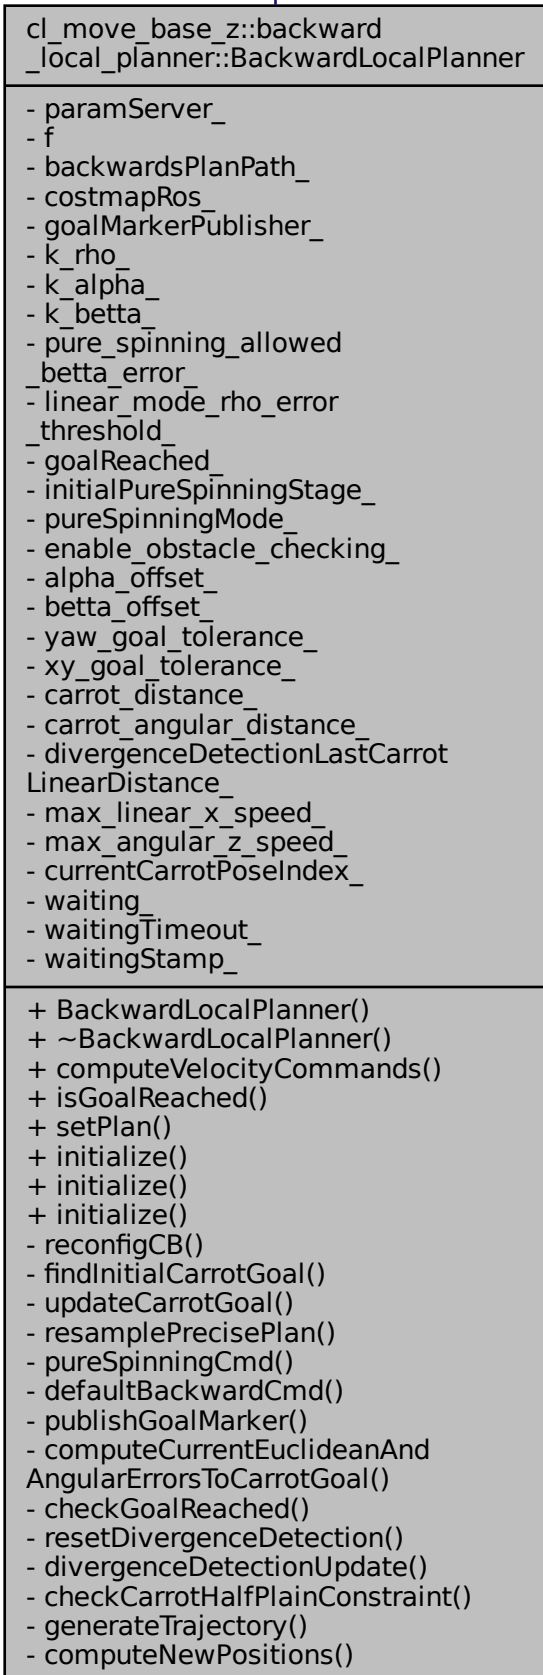 cl_move_base_z::backward
_local_planner::BackwardLocalPlanner
- paramServer_
- f
- backwardsPlanPath_
- costmapRos_
- goalMarkerPublisher_
- k_rho_
- k_alpha_
- k_betta_
- pure_spinning_allowed
_betta_error_
- linear_mode_rho_error
_threshold_
- goalReached_
- initialPureSpinningStage_
- pureSpinningMode_
- enable_obstacle_checking_
- alpha_offset_
- betta_offset_
- yaw_goal_tolerance_
- xy_goal_tolerance_
- carrot_distance_
- carrot_angular_distance_
- divergenceDetectionLastCarrot
LinearDistance_
- max_linear_x_speed_
- max_angular_z_speed_
- currentCarrotPoseIndex_
- waiting_
- waitingTimeout_
- waitingStamp_
+ BackwardLocalPlanner()
+ ~BackwardLocalPlanner()
+ computeVelocityCommands()
+ isGoalReached()
+ setPlan()
+ initialize()
+ initialize()
+ initialize()
- reconfigCB()
- findInitialCarrotGoal()
- updateCarrotGoal()
- resamplePrecisePlan()
- pureSpinningCmd()
- defaultBackwardCmd()
- publishGoalMarker()
- computeCurrentEuclideanAnd
AngularErrorsToCarrotGoal()
- checkGoalReached()
- resetDivergenceDetection()
- divergenceDetectionUpdate()
- checkCarrotHalfPlainConstraint()
- generateTrajectory()
- computeNewPositions()